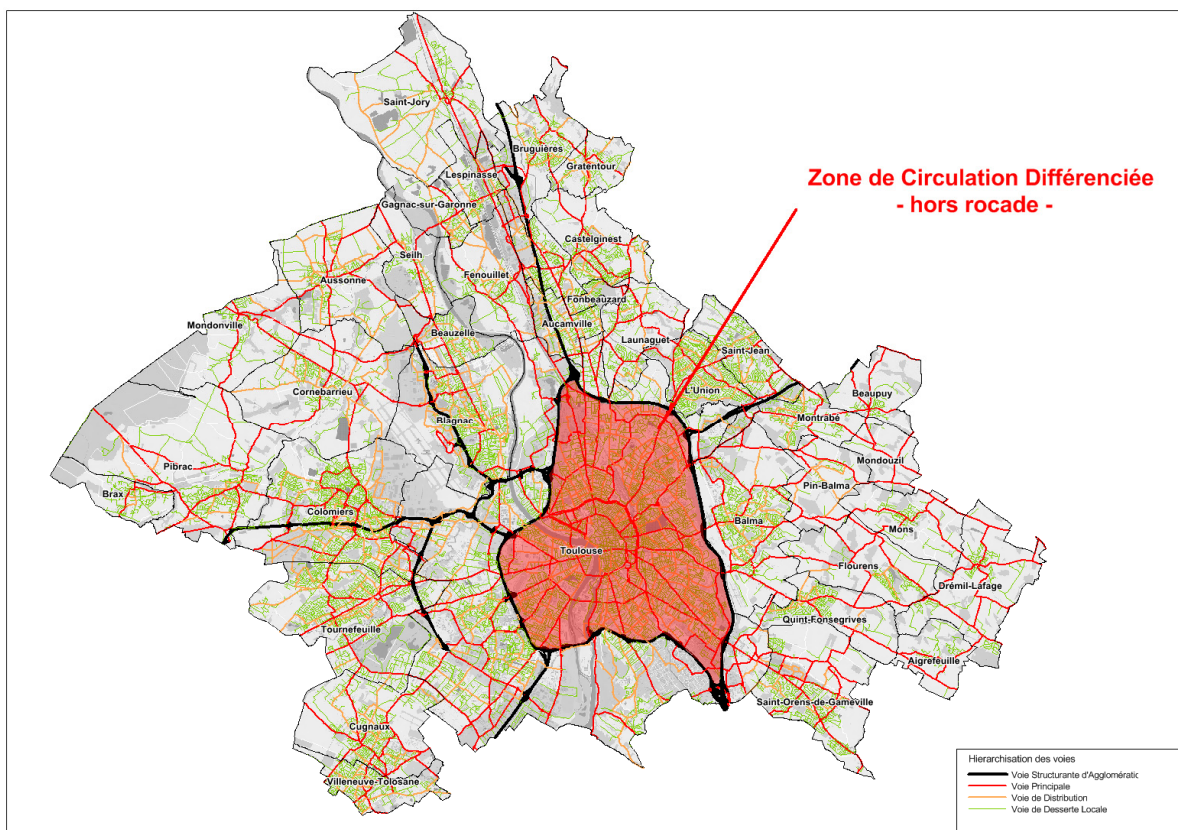 Saint-Jory
Bruguières
Gratentour
Lespinasse
Gagnac-sur-Garonne
Zone de Circulation Différenciée
- hors rocade -
Castelginest
Seilh
Fenouillet
Aussonne
Fonbeauzard
Mondonville
Aucamville
Beauzelle
Launaguet
Saint-Jean
L'Union
Cornebarrieu
Beaupuy
Blagnac
Montrabé
Mondouzil
Pibrac
Pin-Balma
Brax
Colomiers
Balma
Mons
Toulouse
Flourens
Drémil-Lafage
Tournefeuille
Quint-Fonsegrives
Aigrefeuille
Saint-Orens-de-Gameville
Cugnaux
Villeneuve-Tolosane
Hierarchisation des voies
Voie Structurante d'Agglomératic
Voie Principale
Voie de Distribution
Voie de Desserte Locale